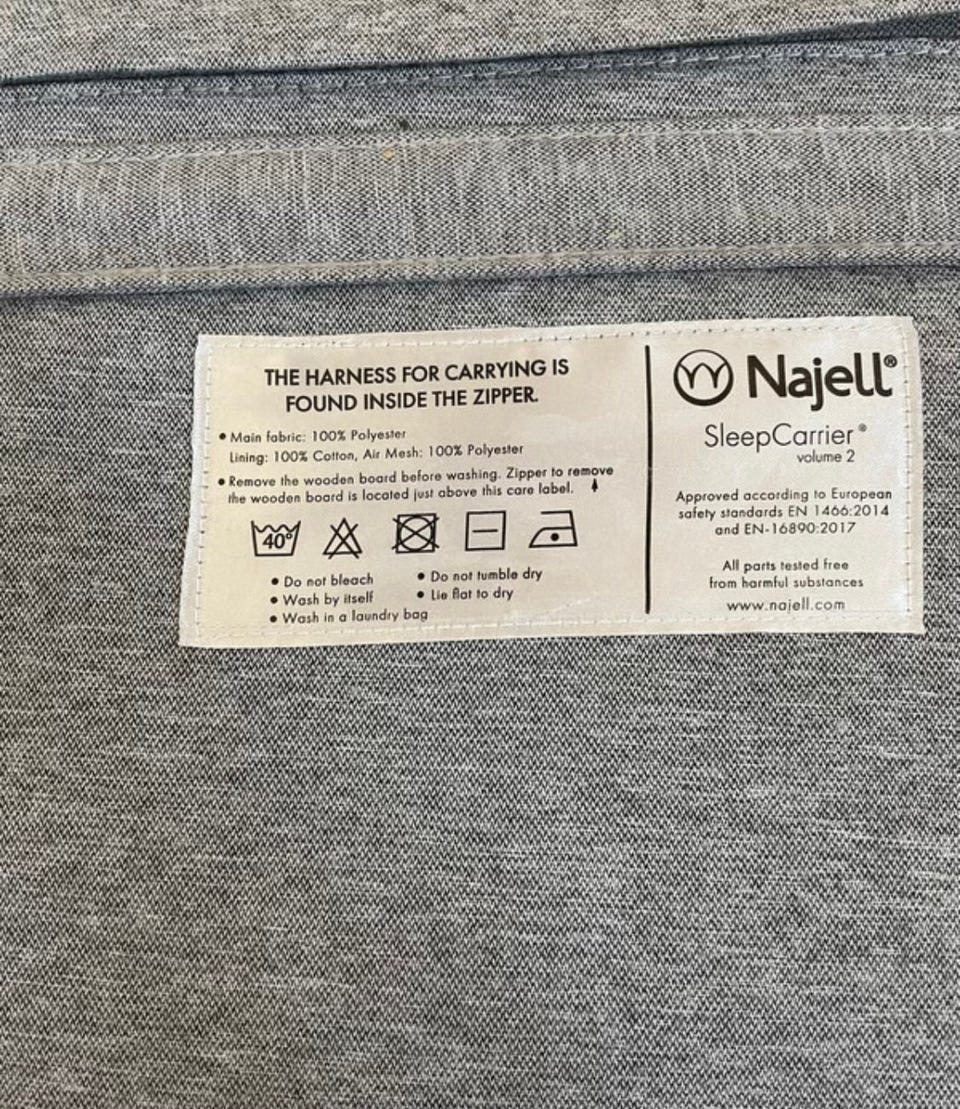 THE HARNESS FOR CARRYING IS
FOUND INSIDE THE ZIPPER.
• Main fabric: 100% Polyester
Lining: 100% Cotton, Air Mesh: 100% Polyester
• Remove the wooden board before washing. Zipper to remove
the wooden board is located just above this care label.
40°
• Do not bleach
• Wash by itself
• Wash in a laundry bag
• Do not tumble dry
• Lie flat to dry
Najell®
SleepCarrier®
volume 2
Approved according to European
safety standards EN 1466:2014
and EN-16890:2017
All parts tested free
from harmful substances
www.najell.com